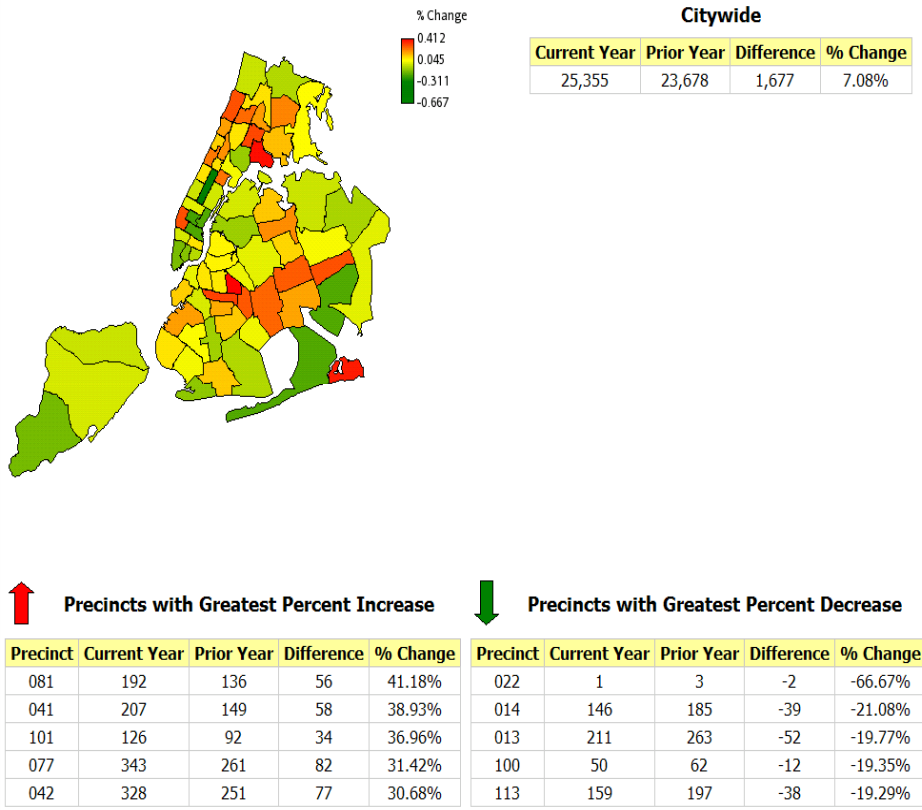 % Change
0.412
0.045
-0.311
-0.667
Citywide
Current Year Prior Year Difference % Change
25,355 23,678 1,677 7.08%
Precincts with Greatest Percent Increase
Precinct Current Year Prior Year Difference % Change
081 192 136 56 41.18%
041 207 149 58 38.93%
101 126 92 34 36.96%
077 343 261 82 31.42%
042 328 251 77 30.68%
Precincts with Greatest Percent Decrease
Precinct Current Year Prior Year Difference % Change
022 1 3 -2 -66.67%
014 146 185 -39 -21.08%
013 211 263 -52 -19.77%
100 50 62 -12 -19.35%
113 159 197 -38 -19.29%